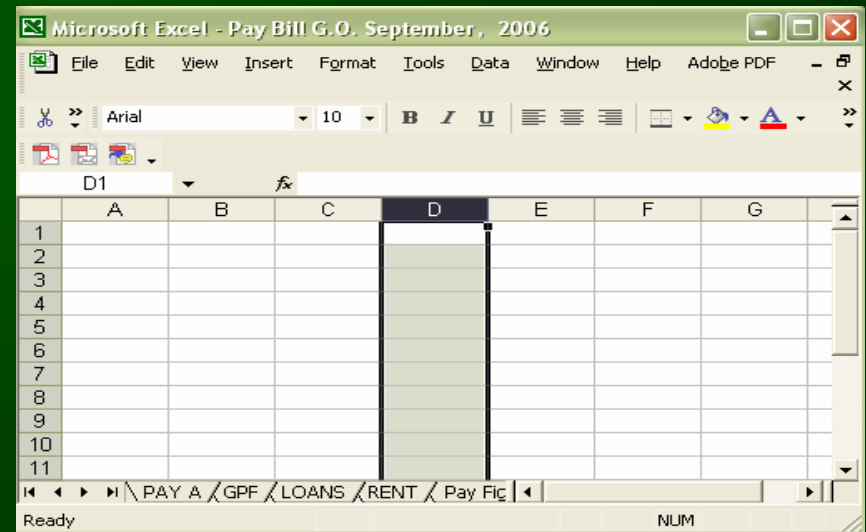 Microsoft Excel - Pay Bill G.O. September, 2006
File Edit View Insert Format Tools Data Window Help Adobe PDF
Arial 10 B I U A
D1 fx
A B C D E F G
1
2
3
4
5
6
7
8
9
10
11
PAY A GPF LOANS RENT Pay Fig
Ready NUM